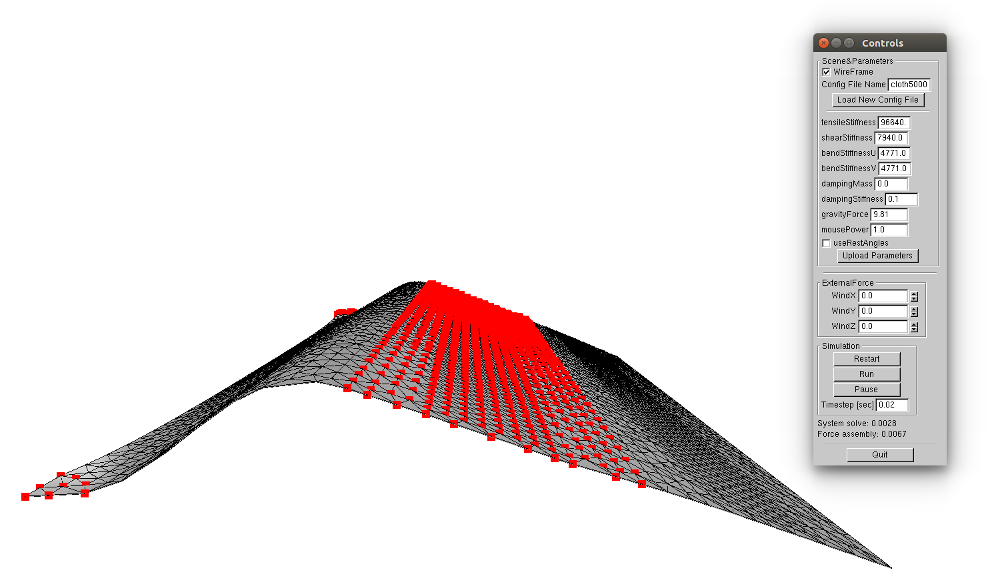 Controls
Scene&Parameters
WireFrame
Config File Name cloth5000
Load New Config File
tensileStiffness 96640.
shearStiffness 7940.0
bendStiffnessU 4771.0
bendStiffnessV 4771.0
dampingMass 0.0
dampingStiffness 0.1
gravityForce 9.81
mousePower 1.0
useRestAngles
Upload Parameters
ExternalForce
WindX 0.0
WindY 0.0
WindZ 0.0
Simulation
Restart
Run
Pause
Timestep [sec] 0.02
System solve: 0.0028
Force assembly: 0.0067
Quit